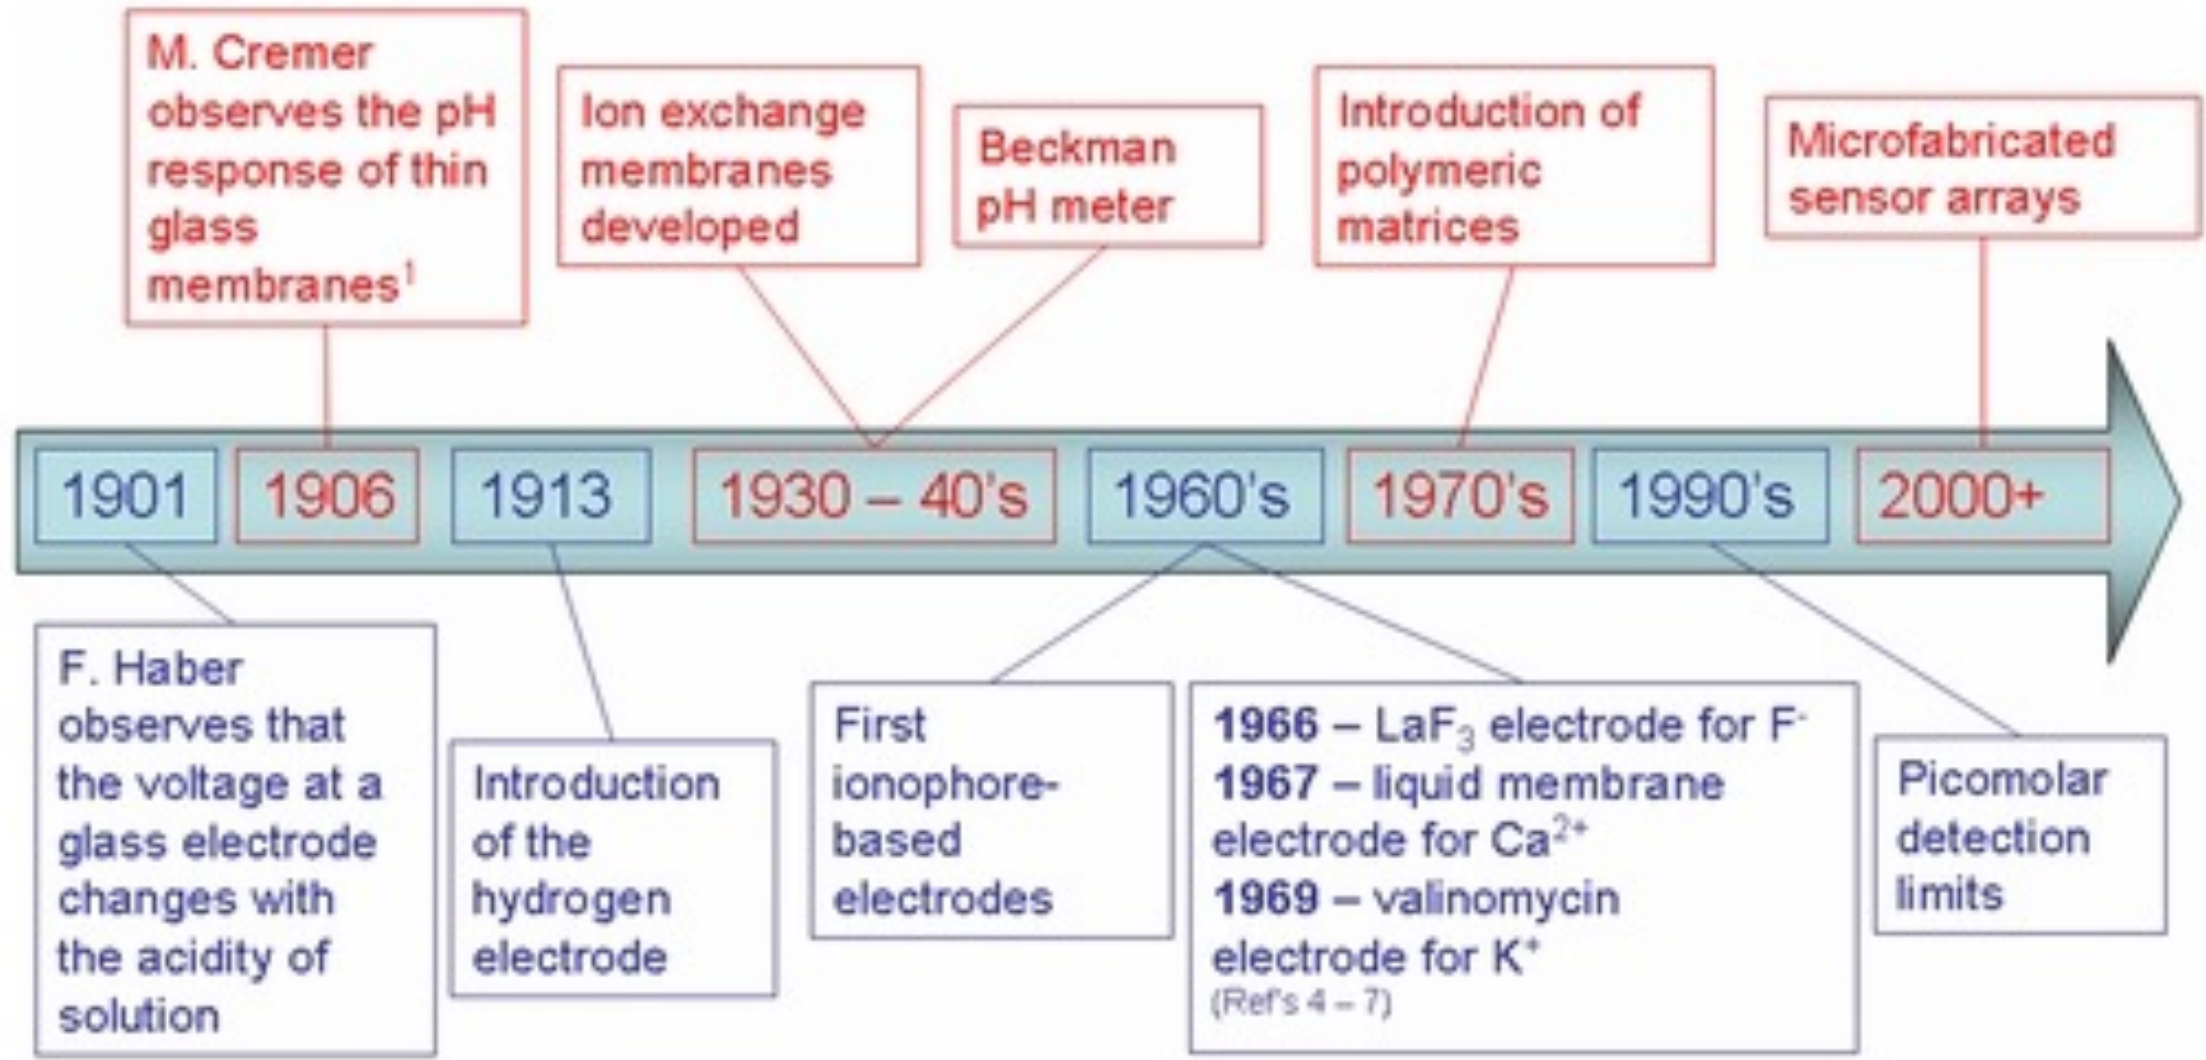 M. Cremer
observes the pH
response of thin
glass
membranes¹
Ion exchange
membranes
developed
Beckman
pH meter
Introduction of
polymeric
matrices
Microfabricated
sensor arrays
1901
1906
1913
1930 – 40's
1960's
1970's
1990's
2000+
F. Haber
observes that
the voltage at a
glass electrode
changes with
the acidity of
solution
Introduction
of the
hydrogen
electrode
First
ionophore-
based
electrodes
1966 – LaF₃ electrode for F⁻
1967 – liquid membrane
electrode for Ca²⁺
1969 – valinomycin
electrode for K⁺
(Ref's 4 – 7)
Picomolar
detection
limits